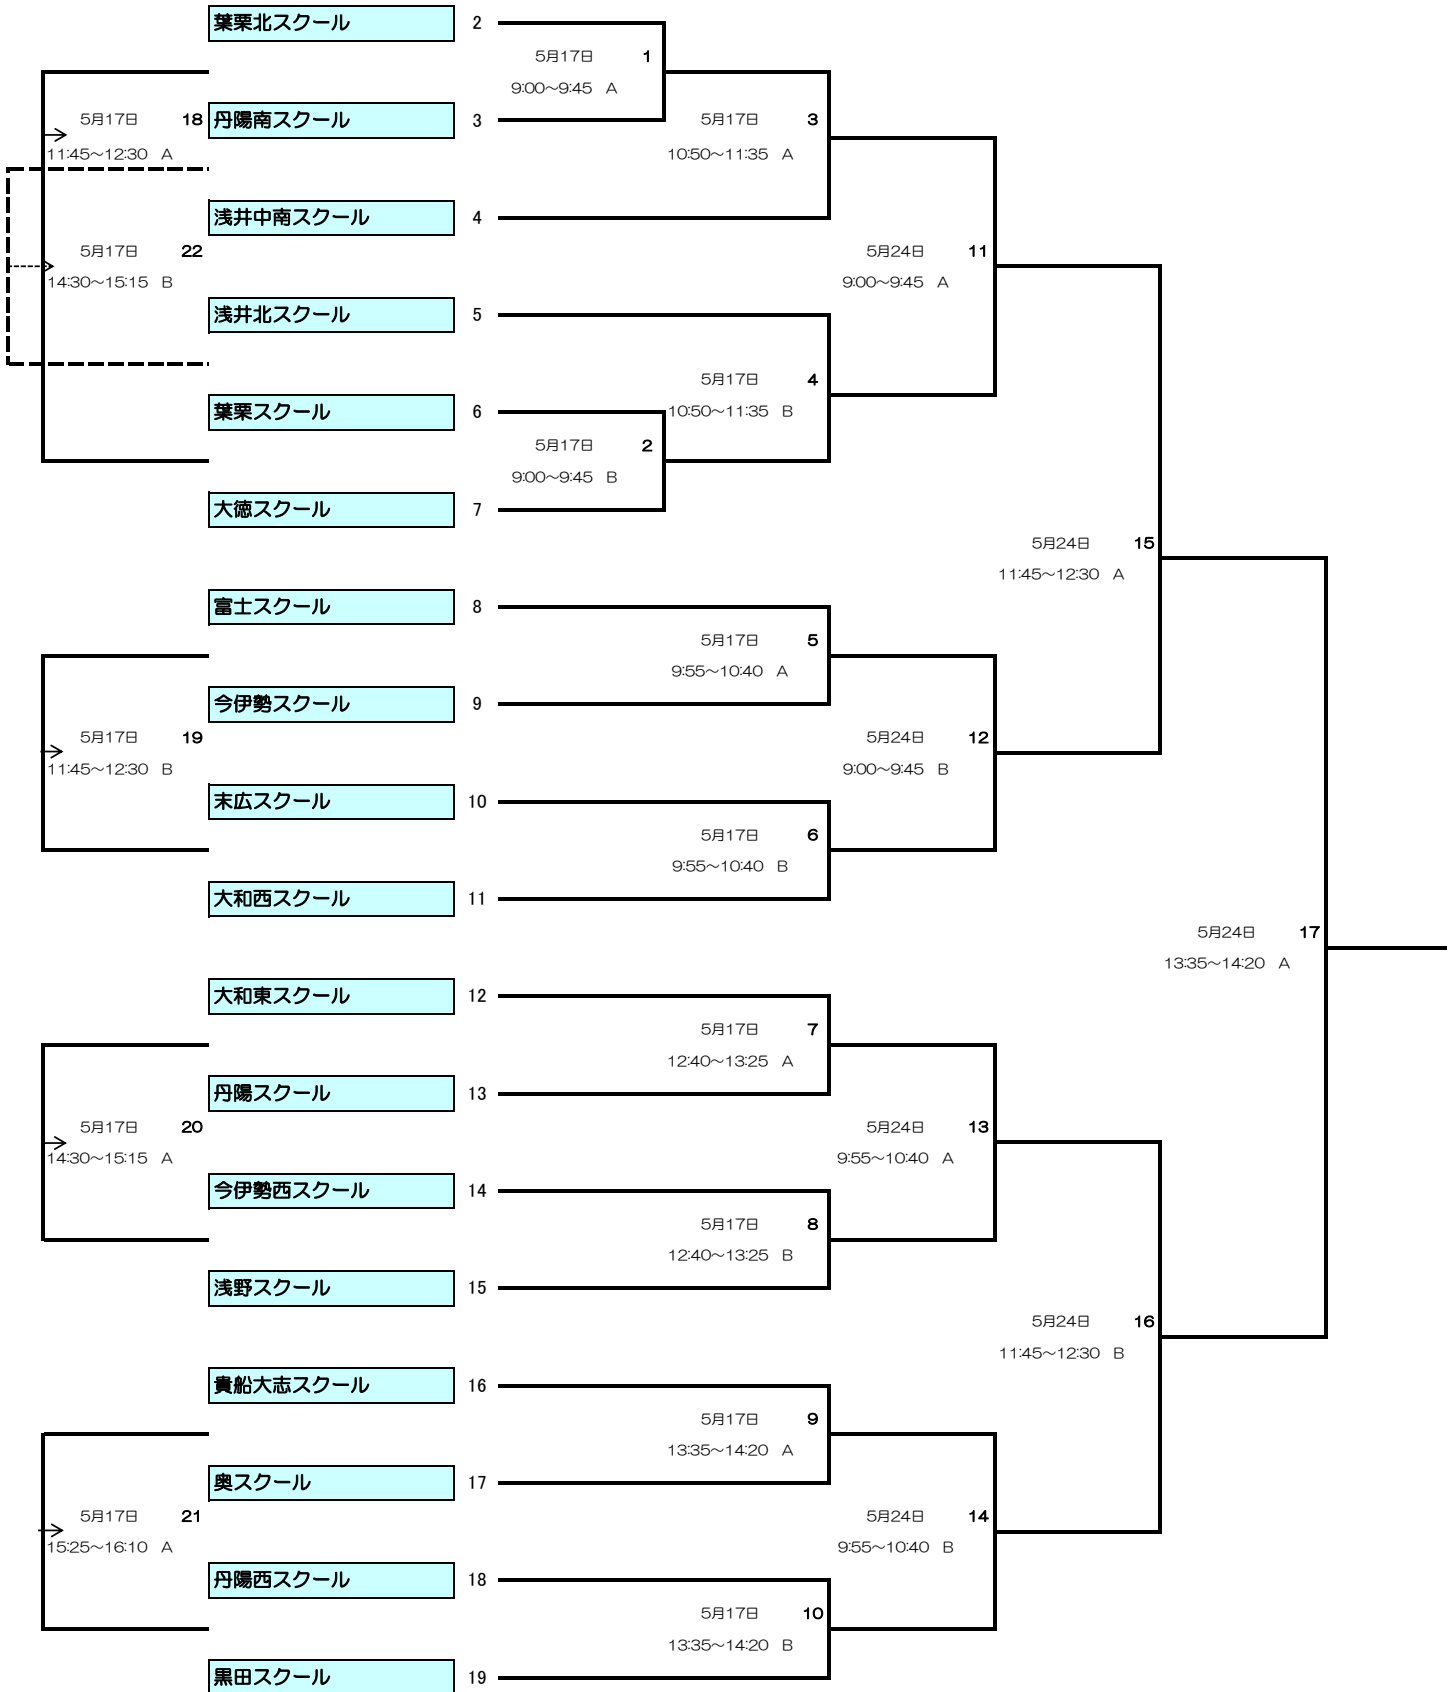 葉栗北スクール 2
5月17日 1
9:00～9:45 A
5月17日 18 丹陽南スクール 3 5月17日 3
11:45～12:30 A 10:50～11:35 A
浅井中南スクール 4
5月17日 22 5月24日 11
14:30～15:15 B 9:00～9:45 A
浅井北スクール 5
5月17日 4
葉栗スクール 6 10:50～11:35 B
5月17日 2
9:00～9:45 B
大徳スクール 7
5月24日 15
11:45～12:30 A
富士スクール 8
5月17日 5
9:55～10:40 A
今伊勢スクール 9
5月17日 19 5月24日 12
11:45～12:30 B 9:00～9:45 B
末広スクール 10
5月17日 6
9:55～10:40 B
大和西スクール 11
5月24日 17
13:35～14:20 A
大和東スクール 12
5月17日 7
12:40～13:25 A
丹陽スクール 13
5月17日 20 5月24日 13
14:30～15:15 A 9:55～10:40 A
今伊勢西スクール 14
5月17日 8
12:40～13:25 B
浅野スクール 15
5月24日 16
11:45～12:30 B
貴船大志スクール 16
5月17日 9
13:35～14:20 A
奥スクール 17
5月17日 21 5月24日 14
15:25～16:10 A 9:55～10:40 B
丹陽西スクール 18
5月17日 10
13:35～14:20 B
黒田スクール 19